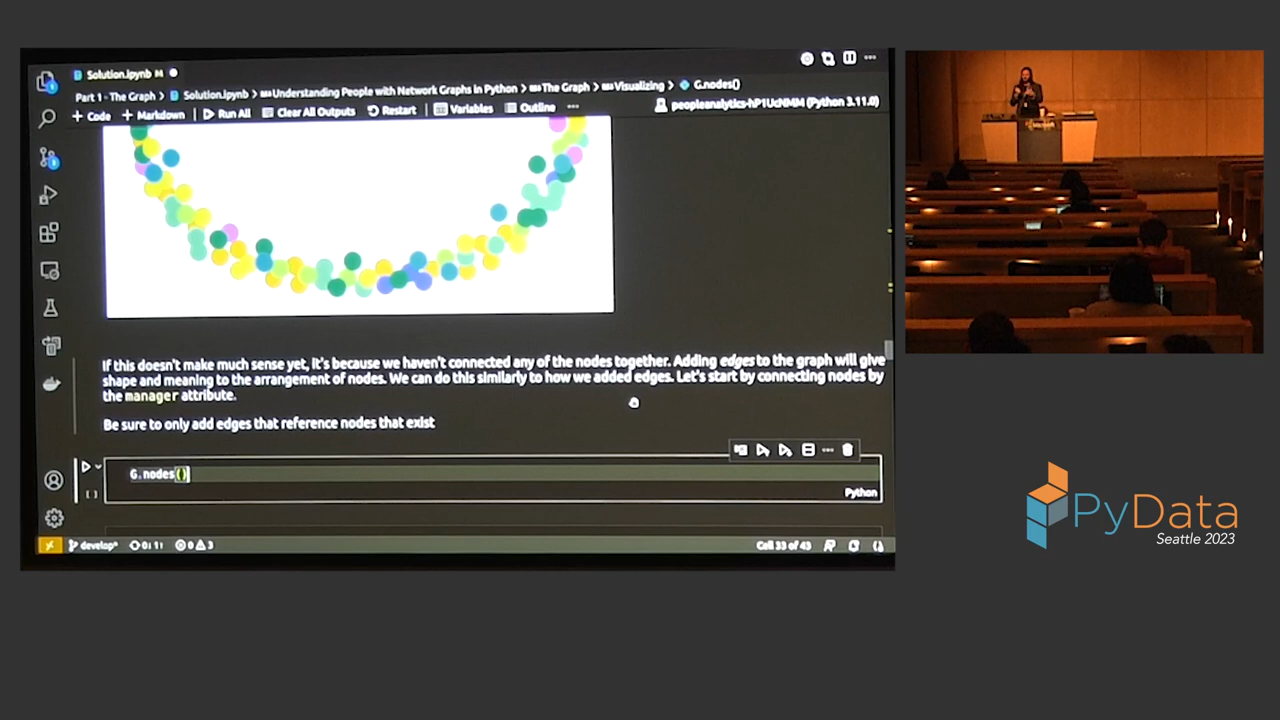 Solution.ipynb M
Part 1 - The Graph > Solution.ipynb > Understanding People with Network Graphs in Python > The Graph > Visualizing > G.nodes()
+ Code + Markdown Run All Clear All Outputs Restart Variables Outline ...
peopleanalytics-hP1UcNMM (Python 3.11.0)
If this doesn't make much sense yet, it's because we haven't connected any of the nodes together. Adding edges to the graph will give
shape and meaning to the arrangement of nodes. We can do this similarly to how we added edges. Let's start by connecting nodes by
the manager attribute.
Be sure to only add edges that reference nodes that exist
G.nodes()
[ ]
Python
develop* 0↓ 1↑ 0 3
Cell 33 of 43
PyData
Seattle 2023